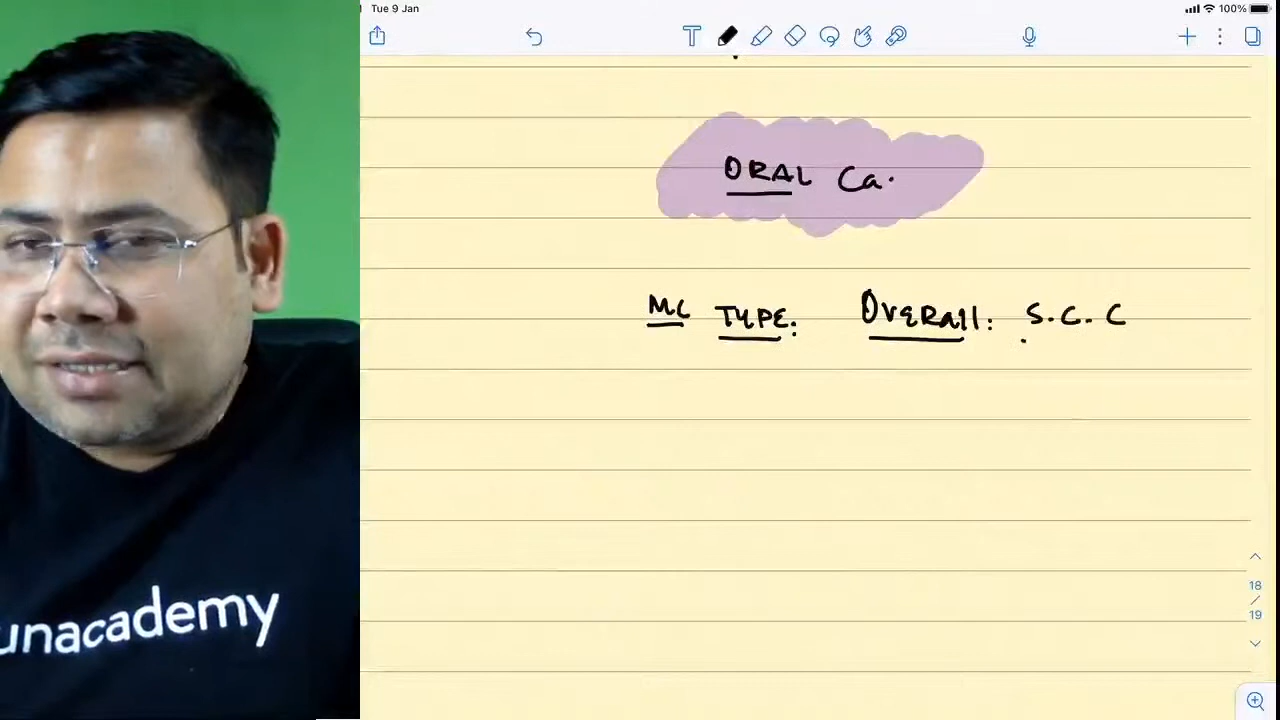 Tue 9 Jan
100%
T
ORAL Ca.
MC TYPE: OVERAll: S.C.C
18
19
unacademy